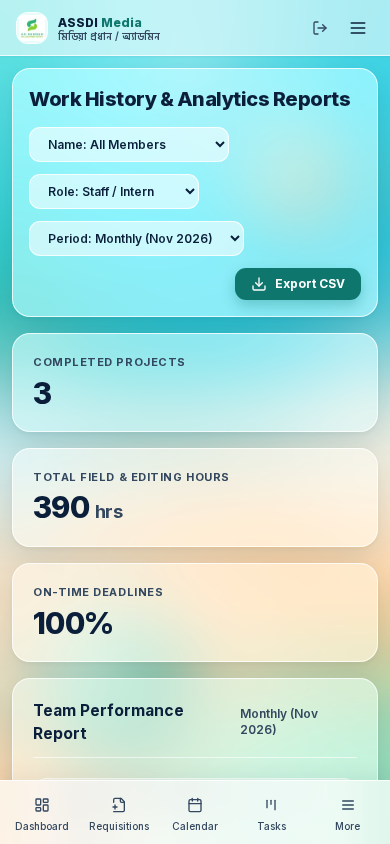 ASSDI Media
মিডিয়া প্রধান / অ্যাডমিন
Work History & Analytics Reports
Name: All Members
Role: Staff / Intern
Period: Monthly (Nov 2026)
Export CSV
COMPLETED PROJECTS
3
TOTAL FIELD & EDITING HOURS
390 hrs
ON-TIME DEADLINES
100%
Team Performance
Report
Monthly (Nov
2026)
Dashboard
Requisitions
Calendar
Tasks
More